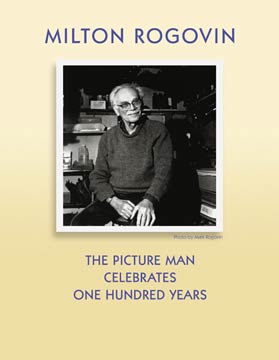 MILTON ROGOVIN
Photo by Mark Rogovin
THE PICTURE MAN
CELEBRATES
ONE HUNDRED YEARS